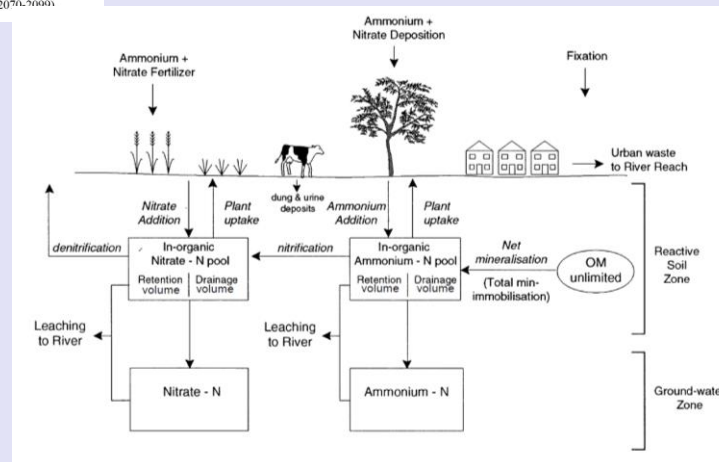 2070-2099)
Ammonium +
Nitrate Deposition
Ammonium +
Nitrate Fertilizer
Fixation
Urban waste
to River Reach
dung & urine
deposits
Nitrate
Addition
Plant
uptake
Ammonium
Addition
Plant
uptake
denitrification
In-organic
Nitrate - N pool
Retention
volume
Drainage
volume
nitrification
In-organic
Ammonium - N pool
Retention
volume
Drainage
volume
Net
mineralisation
(Total min-
immobilisation)
OM
unlimited
Reactive
Soil
Zone
Leaching
to River
Leaching
to River
Nitrate - N
Ammonium - N
Ground-wate
Zone